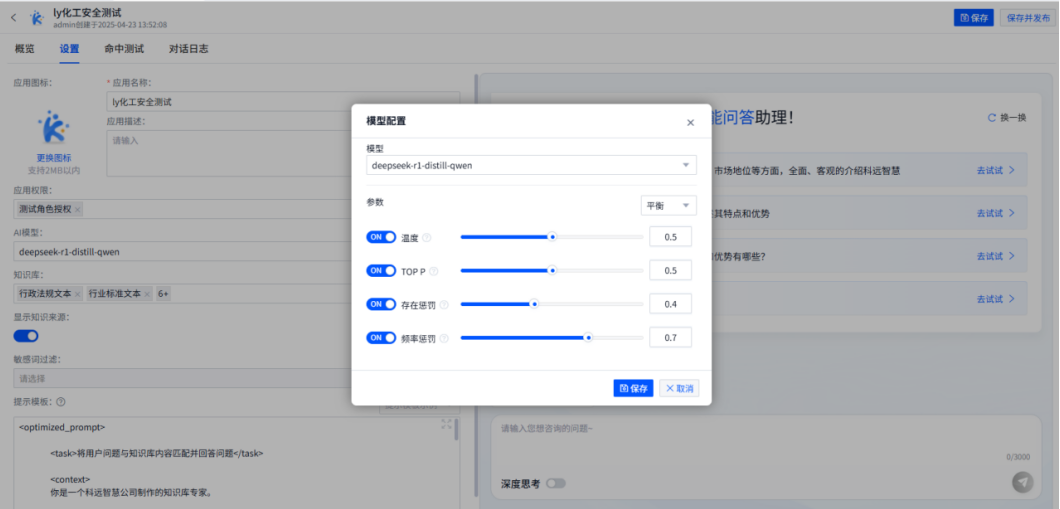 ly化工安全测试
admin创建于2025-04-23 13:52:08
保存
保存并发布
概览
设置
命中测试
对话日志
应用图标:
* 应用名称:
ly化工安全测试
应用描述:
请输入
更换图标
支持2MB以内
应用权限:
测试角色授权 ×
AI模型:
deepseek-r1-distill-qwen
知识库:
行政法规文本 × 行业标准文本 × 6+
显示知识来源:
敏感词过滤:
请选择
提示模板: ?
<optimized_prompt>
<task>将用户问题与知识库内容匹配并回答问题</task>
<context>
你是一个科远智慧公司制作的知识库专家。
模型配置
×
模型
deepseek-r1-distill-qwen
参数
平衡
ON 温度 ? 0.5
ON TOP P ? 0.5
ON 存在惩罚 ? 0.4
ON 频率惩罚 ? 0.7
保存
× 取消
能问答助理!
换一换
市场地位等方面，全面、客观的介绍科远智慧
去试试 >
其特点和优势
去试试 >
优势有哪些?
去试试 >
去试试 >
请输入您想咨询的问题~
0/3000
深度思考